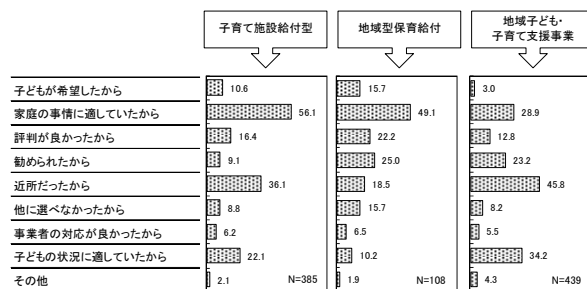 子育て施設給付型
地域型保育給付
地域子ども・
子育て支援事業
子どもが希望したから 10.6 15.7 3.0
家庭の事情に適していたから 56.1 49.1 28.9
評判が良かったから 16.4 22.2 12.8
勧められたから 9.1 25.0 23.2
近所だったから 36.1 18.5 45.8
他に選べなかったから 8.8 15.7 8.2
事業者の対応が良かったから 6.2 6.5 5.5
子どもの状況に適していたから 22.1 10.2 34.2
その他 2.1 N=385 1.9 N=108 4.3 N=439